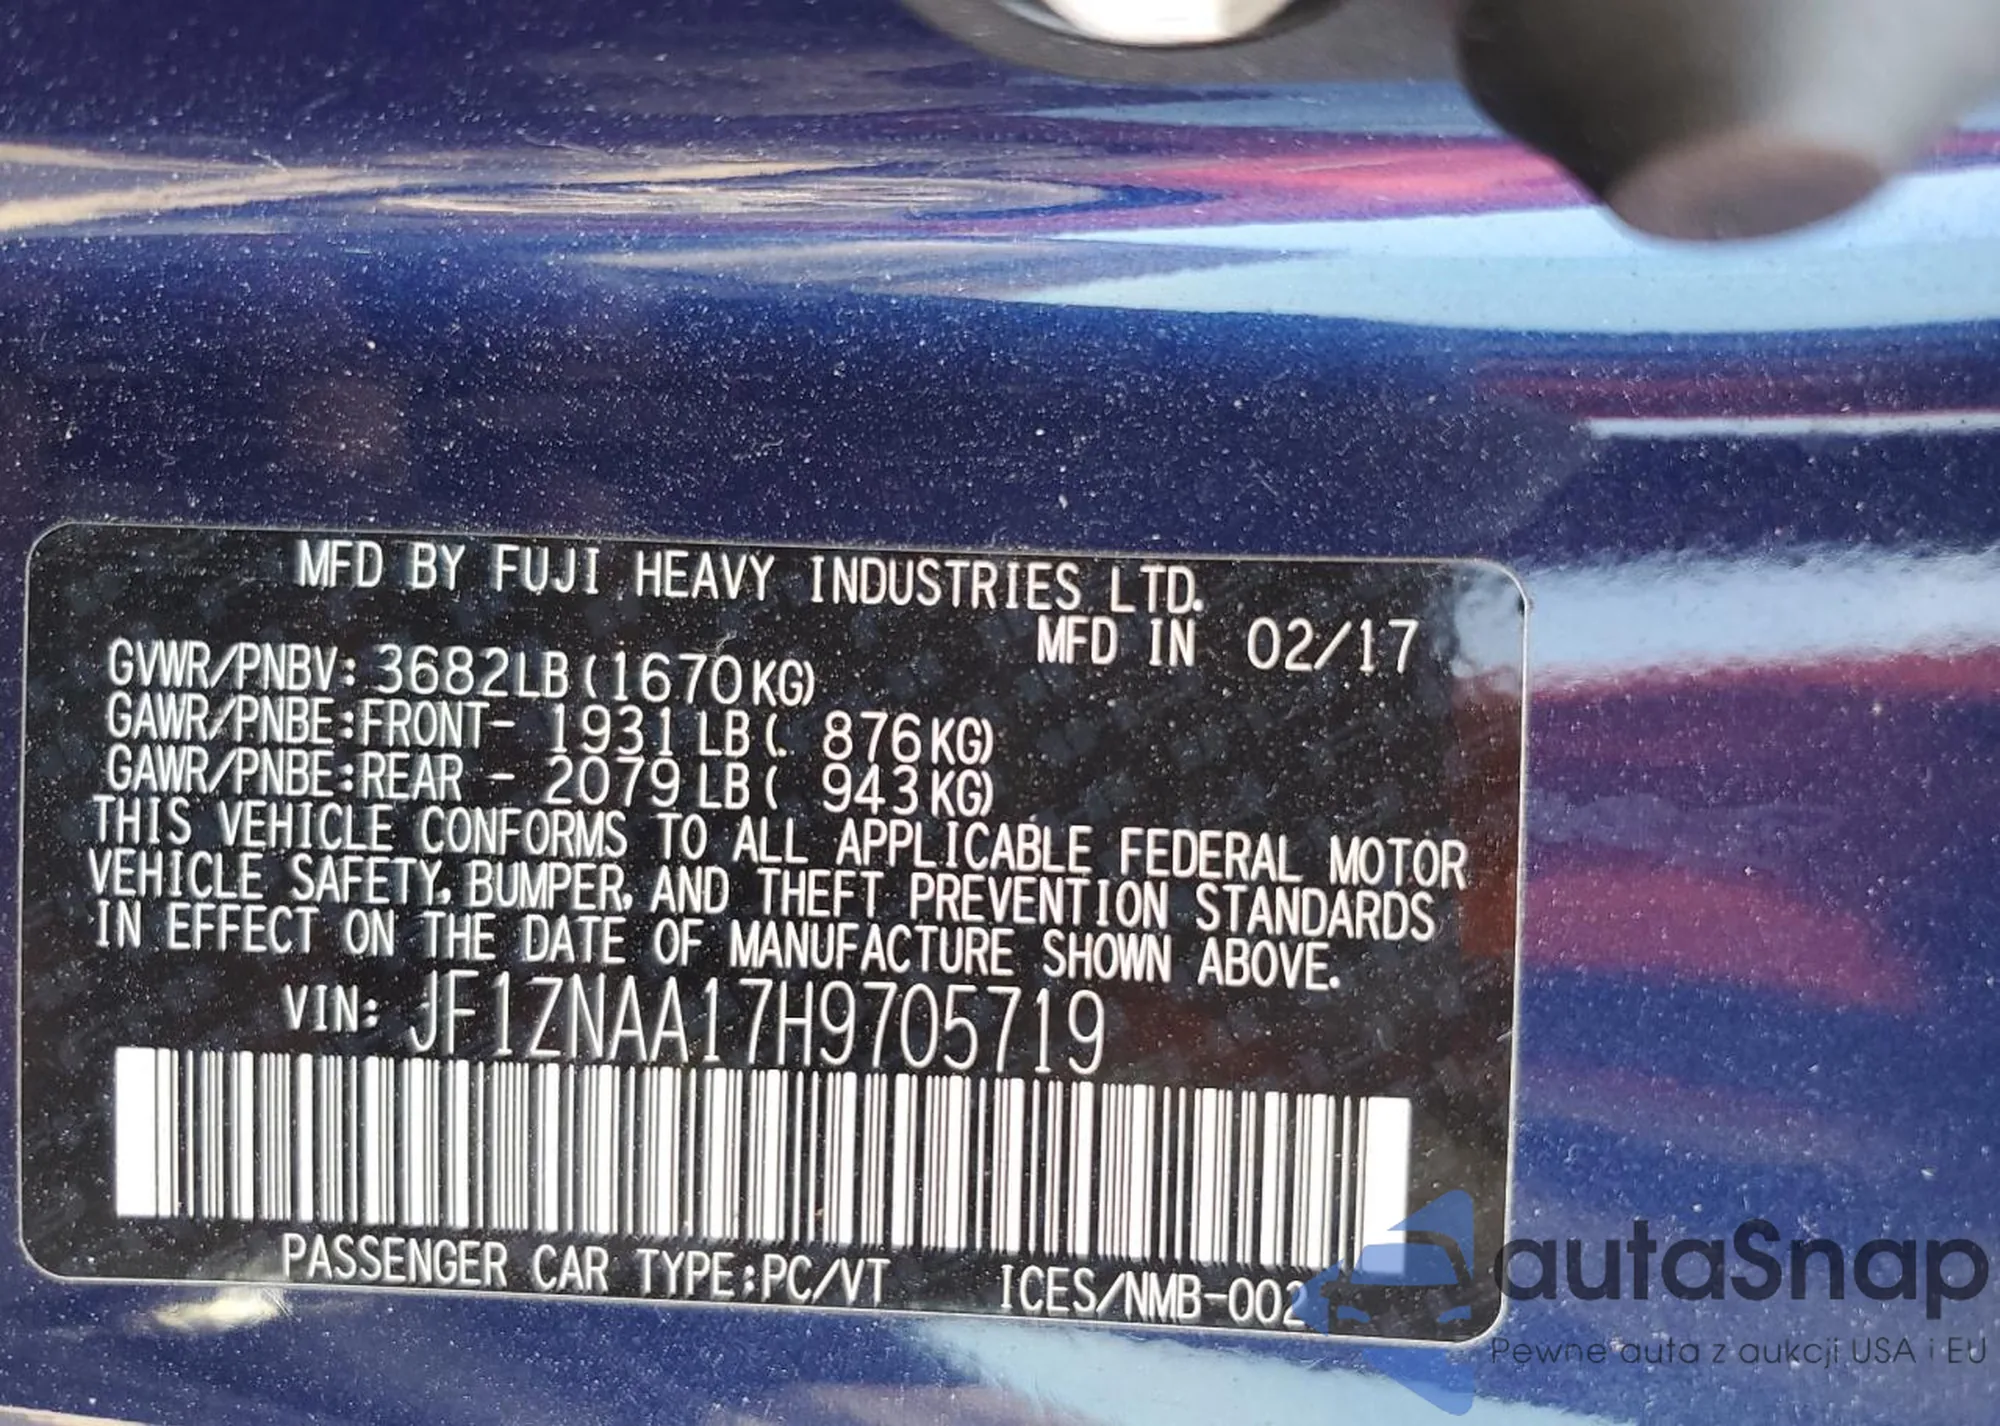 MFD BY FUJI HEAVY INDUSTRIES LTD.
MFD IN 02/17
GVWR/PNBV: 3682LB (1670KG)
GAWR/PNBE:FRONT- 1931 LB ( 876KG)
GAWR/PNBE:REAR - 2079 LB ( 943KG)
THIS VEHICLE CONFORMS TO ALL APPLICABLE FEDERAL MOTOR
VEHICLE SAFETY, BUMPER, AND THEFT PREVENTION STANDARDS
IN EFFECT ON THE DATE OF MANUFACTURE SHOWN ABOVE.
VIN: JF1ZNAA17H9705719
PASSENGER CAR TYPE:PC/VT ICES/NMB-002
autaSnap
Pewne auta z aukcji USA i EU